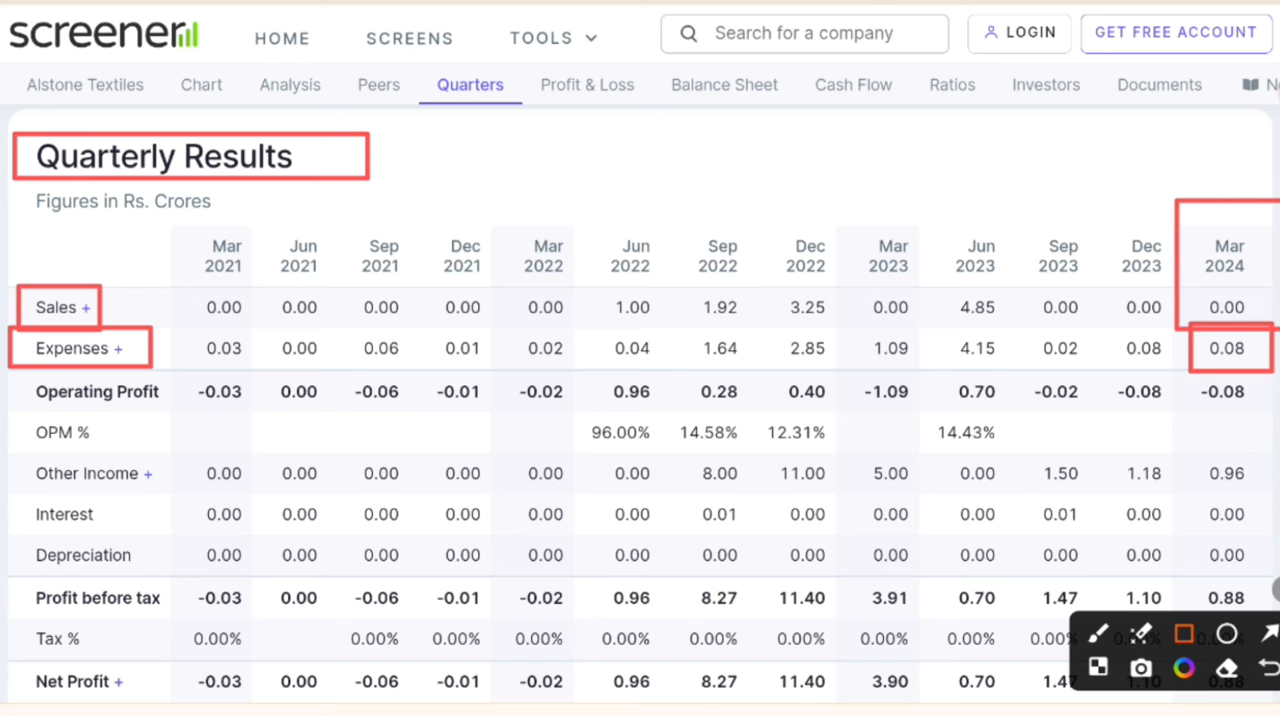 screener HOME SCREENS TOOLS Search for a company LOGIN GET FREE ACCOUNT
Alstone Textiles Chart Analysis Peers Quarters Profit & Loss Balance Sheet Cash Flow Ratios Investors Documents
Quarterly Results
Figures in Rs. Crores
Mar 2021 Jun 2021 Sep 2021 Dec 2021 Mar 2022 Jun 2022 Sep 2022 Dec 2022 Mar 2023 Jun 2023 Sep 2023 Dec 2023 Mar 2024
Sales + 0.00 0.00 0.00 0.00 0.00 1.00 1.92 3.25 0.00 4.85 0.00 0.00 0.00
Expenses + 0.03 0.00 0.06 0.01 0.02 0.04 1.64 2.85 1.09 4.15 0.02 0.08 0.08
Operating Profit -0.03 0.00 -0.06 -0.01 -0.02 0.96 0.28 0.40 -1.09 0.70 -0.02 -0.08 -0.08
OPM % 96.00% 14.58% 12.31% 14.43%
Other Income + 0.00 0.00 0.00 0.00 0.00 0.00 8.00 11.00 5.00 0.00 1.50 1.18 0.96
Interest 0.00 0.00 0.00 0.00 0.00 0.00 0.01 0.00 0.00 0.00 0.01 0.00 0.00
Depreciation 0.00 0.00 0.00 0.00 0.00 0.00 0.00 0.00 0.00 0.00 0.00 0.00 0.00
Profit before tax -0.03 0.00 -0.06 -0.01 -0.02 0.96 8.27 11.40 3.91 0.70 1.47 1.10 0.88
Tax % 0.00% 0.00% 0.00% 0.00% 0.00% 0.00% 0.00% 0.00% 0.00% 0.00%
Net Profit + -0.03 0.00 -0.06 -0.01 -0.02 0.96 8.27 11.40 3.90 0.70